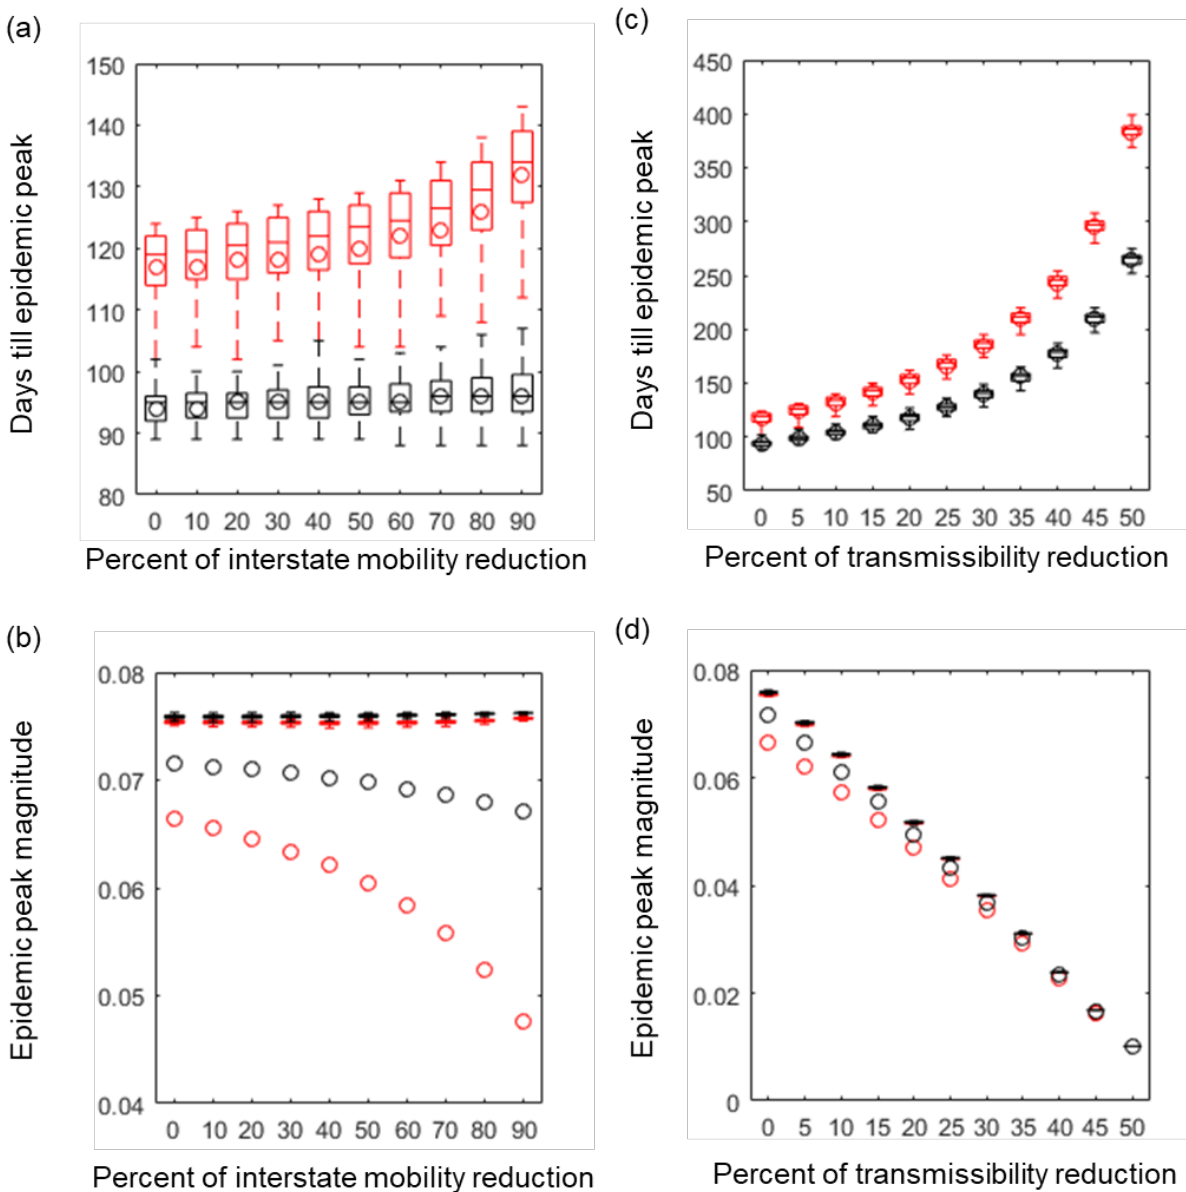 (a)
Days till epidemic peak
150
140
130
120
110
100
90
80
0 10 20 30 40 50 60 70 80 90
Percent of interstate mobility reduction
(c)
Days till epidemic peak
450
400
350
300
250
200
150
100
50
0 5 10 15 20 25 30 35 40 45 50
Percent of transmissibility reduction
(b)
Epidemic peak magnitude
0.08
0.07
0.06
0.05
0.04
0 10 20 30 40 50 60 70 80 90
Percent of interstate mobility reduction
(d)
Epidemic peak magnitude
0.08
0.06
0.04
0.02
0
0 5 10 15 20 25 30 35 40 45 50
Percent of transmissibility reduction